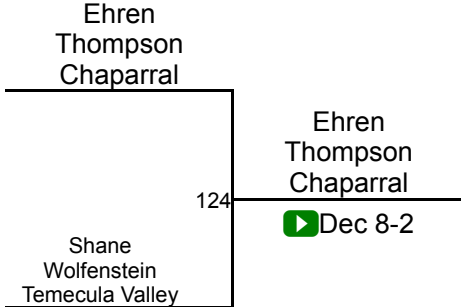 Ehren
Thompson
Chaparral
Ehren
Thompson
Chaparral
124
Dec 8-2
Shane
Wolfenstein
Temecula Valley